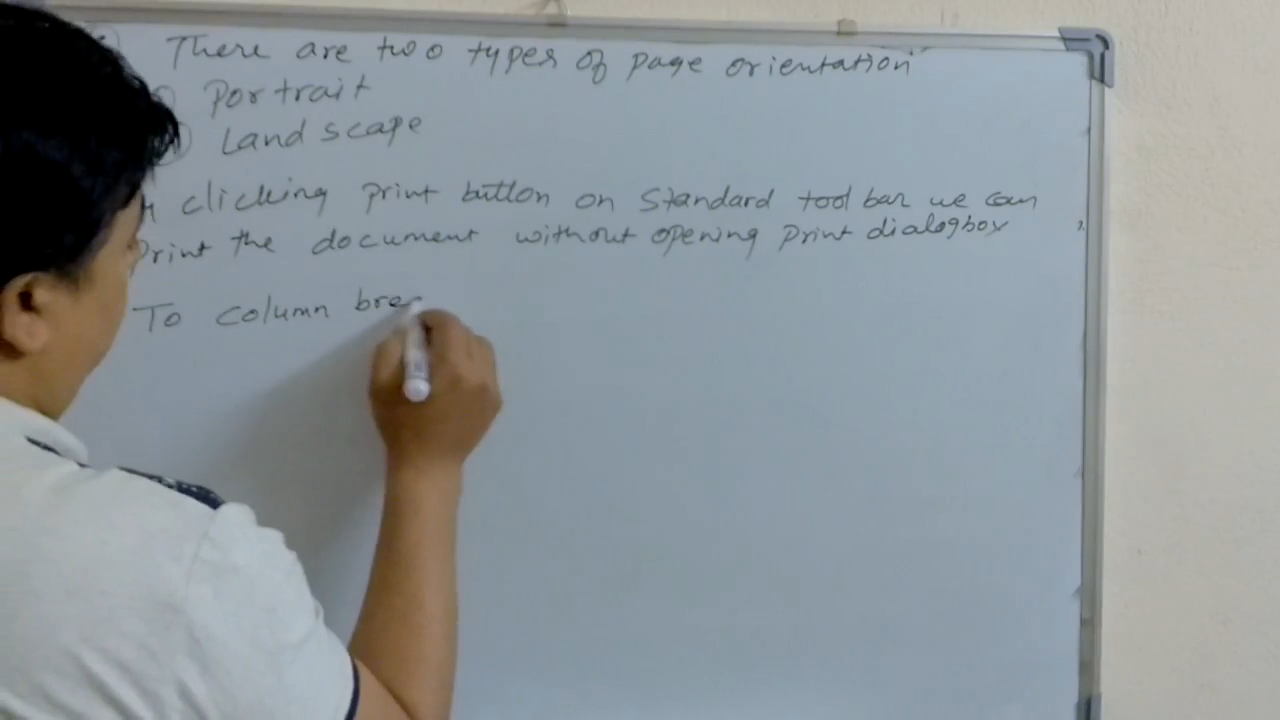 There are two types of page orientation
Portrait
Landscape
clicking print button on Standard tool bar we can
Print the document without opening print dialogbox
To column bre